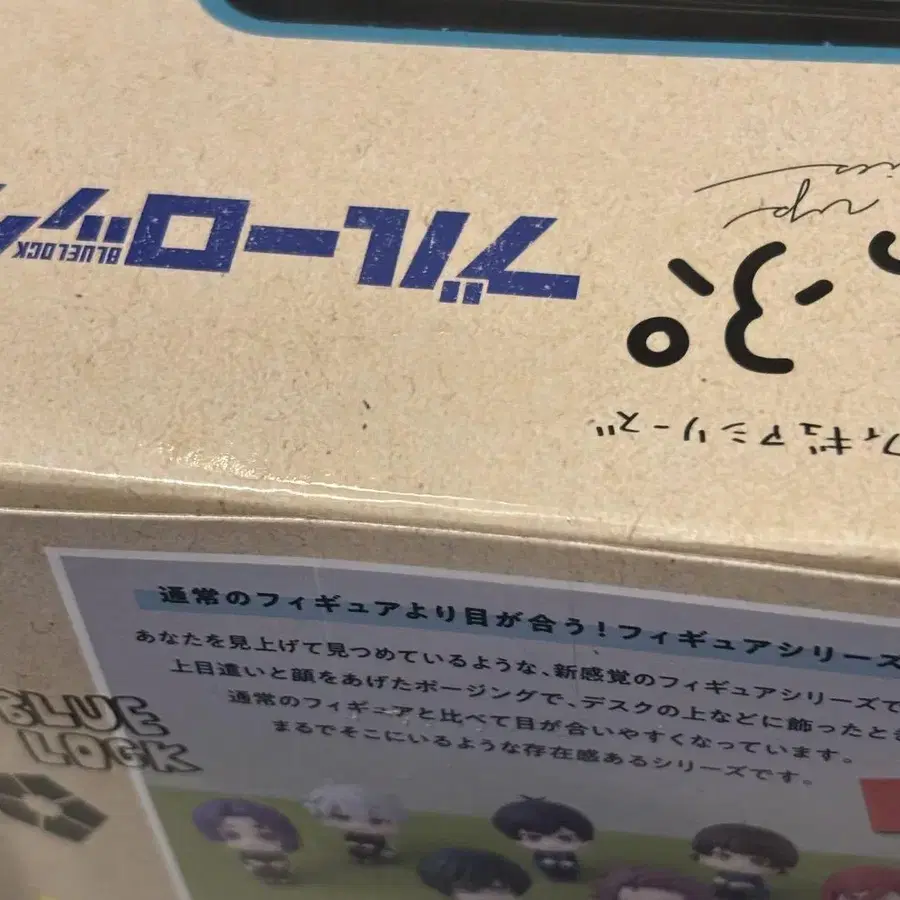 ブルーロック
BLUELOCK
up
ぷ
フィギュアシリーズ"
通常のフィギュアより目が合う!フィギュアシリーズ
あなたを見上げて見つめているような、新感覚のフィギュアシリーズで
上目遣いと顔をあげたポージングで、デスクの上などに飾ったとき
通常のフィギュアと比べて目が合いやすくなっています。
まるでそこにいるような存在感あるシリーズです。
BLUE
LOCK